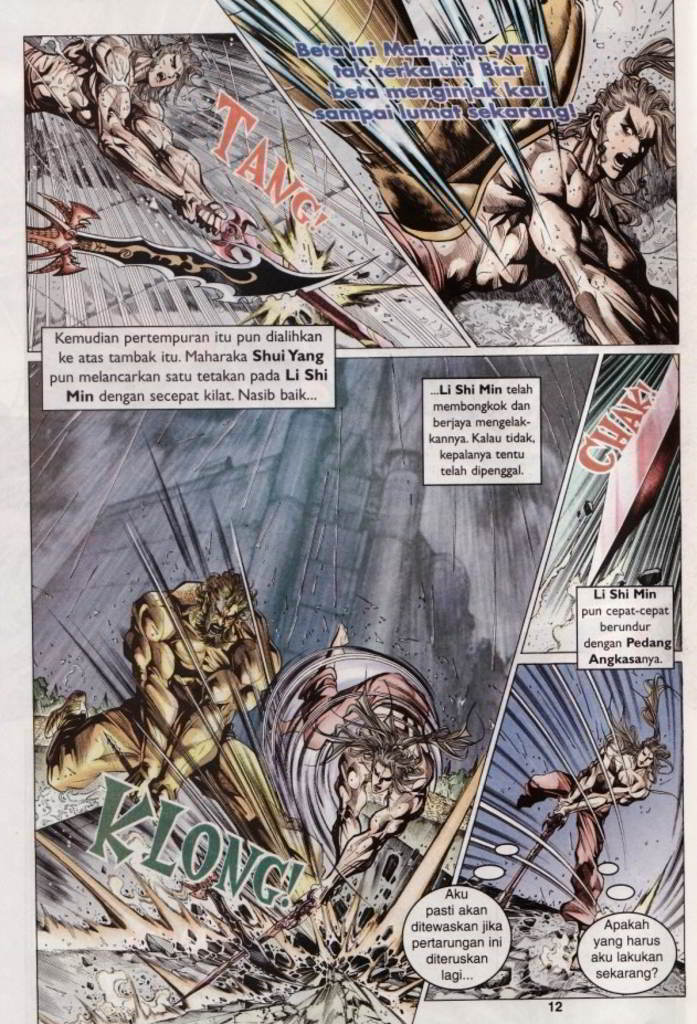 Beta ini Maharaja yang
tak terkalah! Biar
beta menginjak kau
sampai lumat sekarang!
TANG!
Kemudian pertempuran itu pun dialihkan
ke atas tambak itu. Maharaka Shui Yang
pun melancarkan satu tetakan pada Li Shi
Min dengan secepat kilat. Nasib baik...
...Li Shi Min telah
membongkok dan
berjaya mengelak-
kannya. Kalau tidak,
kepalanya tentu
telah dipenggal.
CHAK!
Li Shi Min
pun cepat-cepat
berundur
dengan Pedang
Angkasanya.
KLONG!
Aku
pasti akan
ditewaskan jika
pertarungan ini
diteruskan
lagi...
Apakah
yang harus
aku lakukan
sekarang?
12